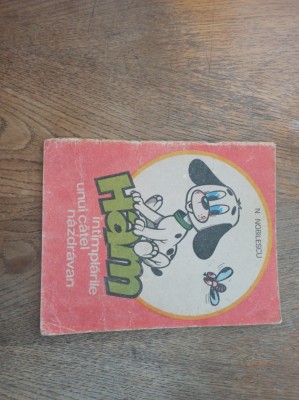 N. NOBILESCU
Ham
întîmplările
unui cățel
năzdrăvan